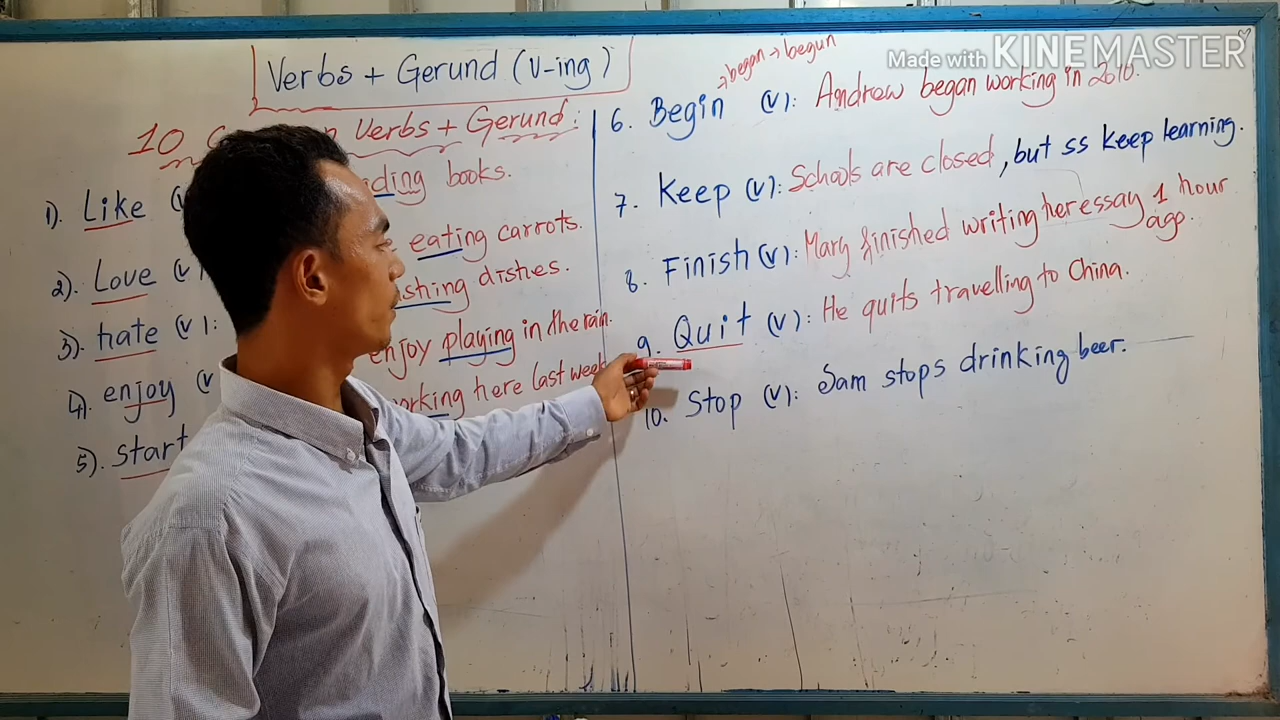 Verbs + Gerund (V-ing)
10 Verbs + Gerund:
1). Like ding books.
2). Love (v eating carrots.
3). hate (v): shing dishes.
4). enjoy (v enjoy playing in the rain.
5). start working here last week
→ began → begun
6. Begin (v): Andrew began working in 2010.
7. Keep (v): Schools are closed, but ss keep learning.
8. Finish (v): Mary finished writing her essay 1 hour
ago.
9. Quit (v): He quits travelling to China.
10. Stop (v): Sam stops drinking beer.
Made with KINEMASTER